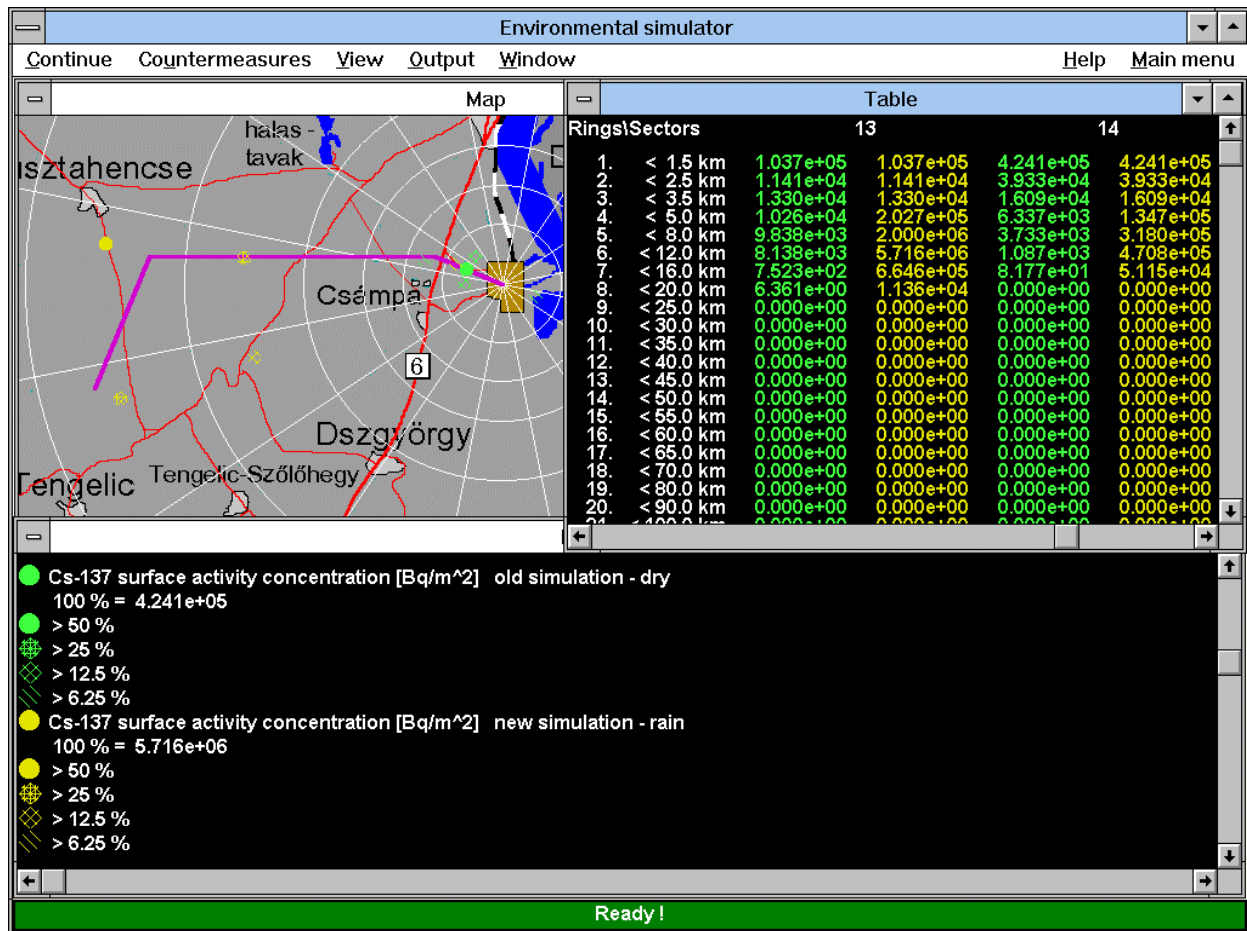 Environmental simulator
Continue Countermeasures View Output Window Help Main menu
Map
halas -
tavak
usztahencse
Csámpa
6
Dszgyörgy
Tengelic-Szőlőhegy
Tengelic
Table
Rings\Sectors 13 14
1. < 1.5 km 1.037e+05 1.037e+05 4.241e+05 4.241e+05
2. < 2.5 km 1.141e+04 1.141e+04 3.933e+04 3.933e+04
3. < 3.5 km 1.330e+04 1.330e+04 1.609e+04 1.609e+04
4. < 5.0 km 1.026e+04 2.027e+05 6.337e+03 1.347e+05
5. < 8.0 km 9.838e+03 2.000e+06 3.733e+03 3.180e+05
6. < 12.0 km 8.138e+03 5.716e+06 1.087e+03 4.708e+05
7. < 16.0 km 7.523e+02 6.646e+05 8.177e+01 5.115e+04
8. < 20.0 km 6.361e+00 1.136e+04 0.000e+00 0.000e+00
9. < 25.0 km 0.000e+00 0.000e+00 0.000e+00 0.000e+00
10. < 30.0 km 0.000e+00 0.000e+00 0.000e+00 0.000e+00
11. < 35.0 km 0.000e+00 0.000e+00 0.000e+00 0.000e+00
12. < 40.0 km 0.000e+00 0.000e+00 0.000e+00 0.000e+00
13. < 45.0 km 0.000e+00 0.000e+00 0.000e+00 0.000e+00
14. < 50.0 km 0.000e+00 0.000e+00 0.000e+00 0.000e+00
15. < 55.0 km 0.000e+00 0.000e+00 0.000e+00 0.000e+00
16. < 60.0 km 0.000e+00 0.000e+00 0.000e+00 0.000e+00
17. < 65.0 km 0.000e+00 0.000e+00 0.000e+00 0.000e+00
18. < 70.0 km 0.000e+00 0.000e+00 0.000e+00 0.000e+00
19. < 80.0 km 0.000e+00 0.000e+00 0.000e+00 0.000e+00
20. < 90.0 km 0.000e+00 0.000e+00 0.000e+00 0.000e+00
21. < 100.0 km 0.000e+00 0.000e+00 0.000e+00 0.000e+00
Cs-137 surface activity concentration [Bq/m^2] old simulation - dry
100 % = 4.241e+05
> 50 %
> 25 %
> 12.5 %
> 6.25 %
Cs-137 surface activity concentration [Bq/m^2] new simulation - rain
100 % = 5.716e+06
> 50 %
> 25 %
> 12.5 %
> 6.25 %
Ready !